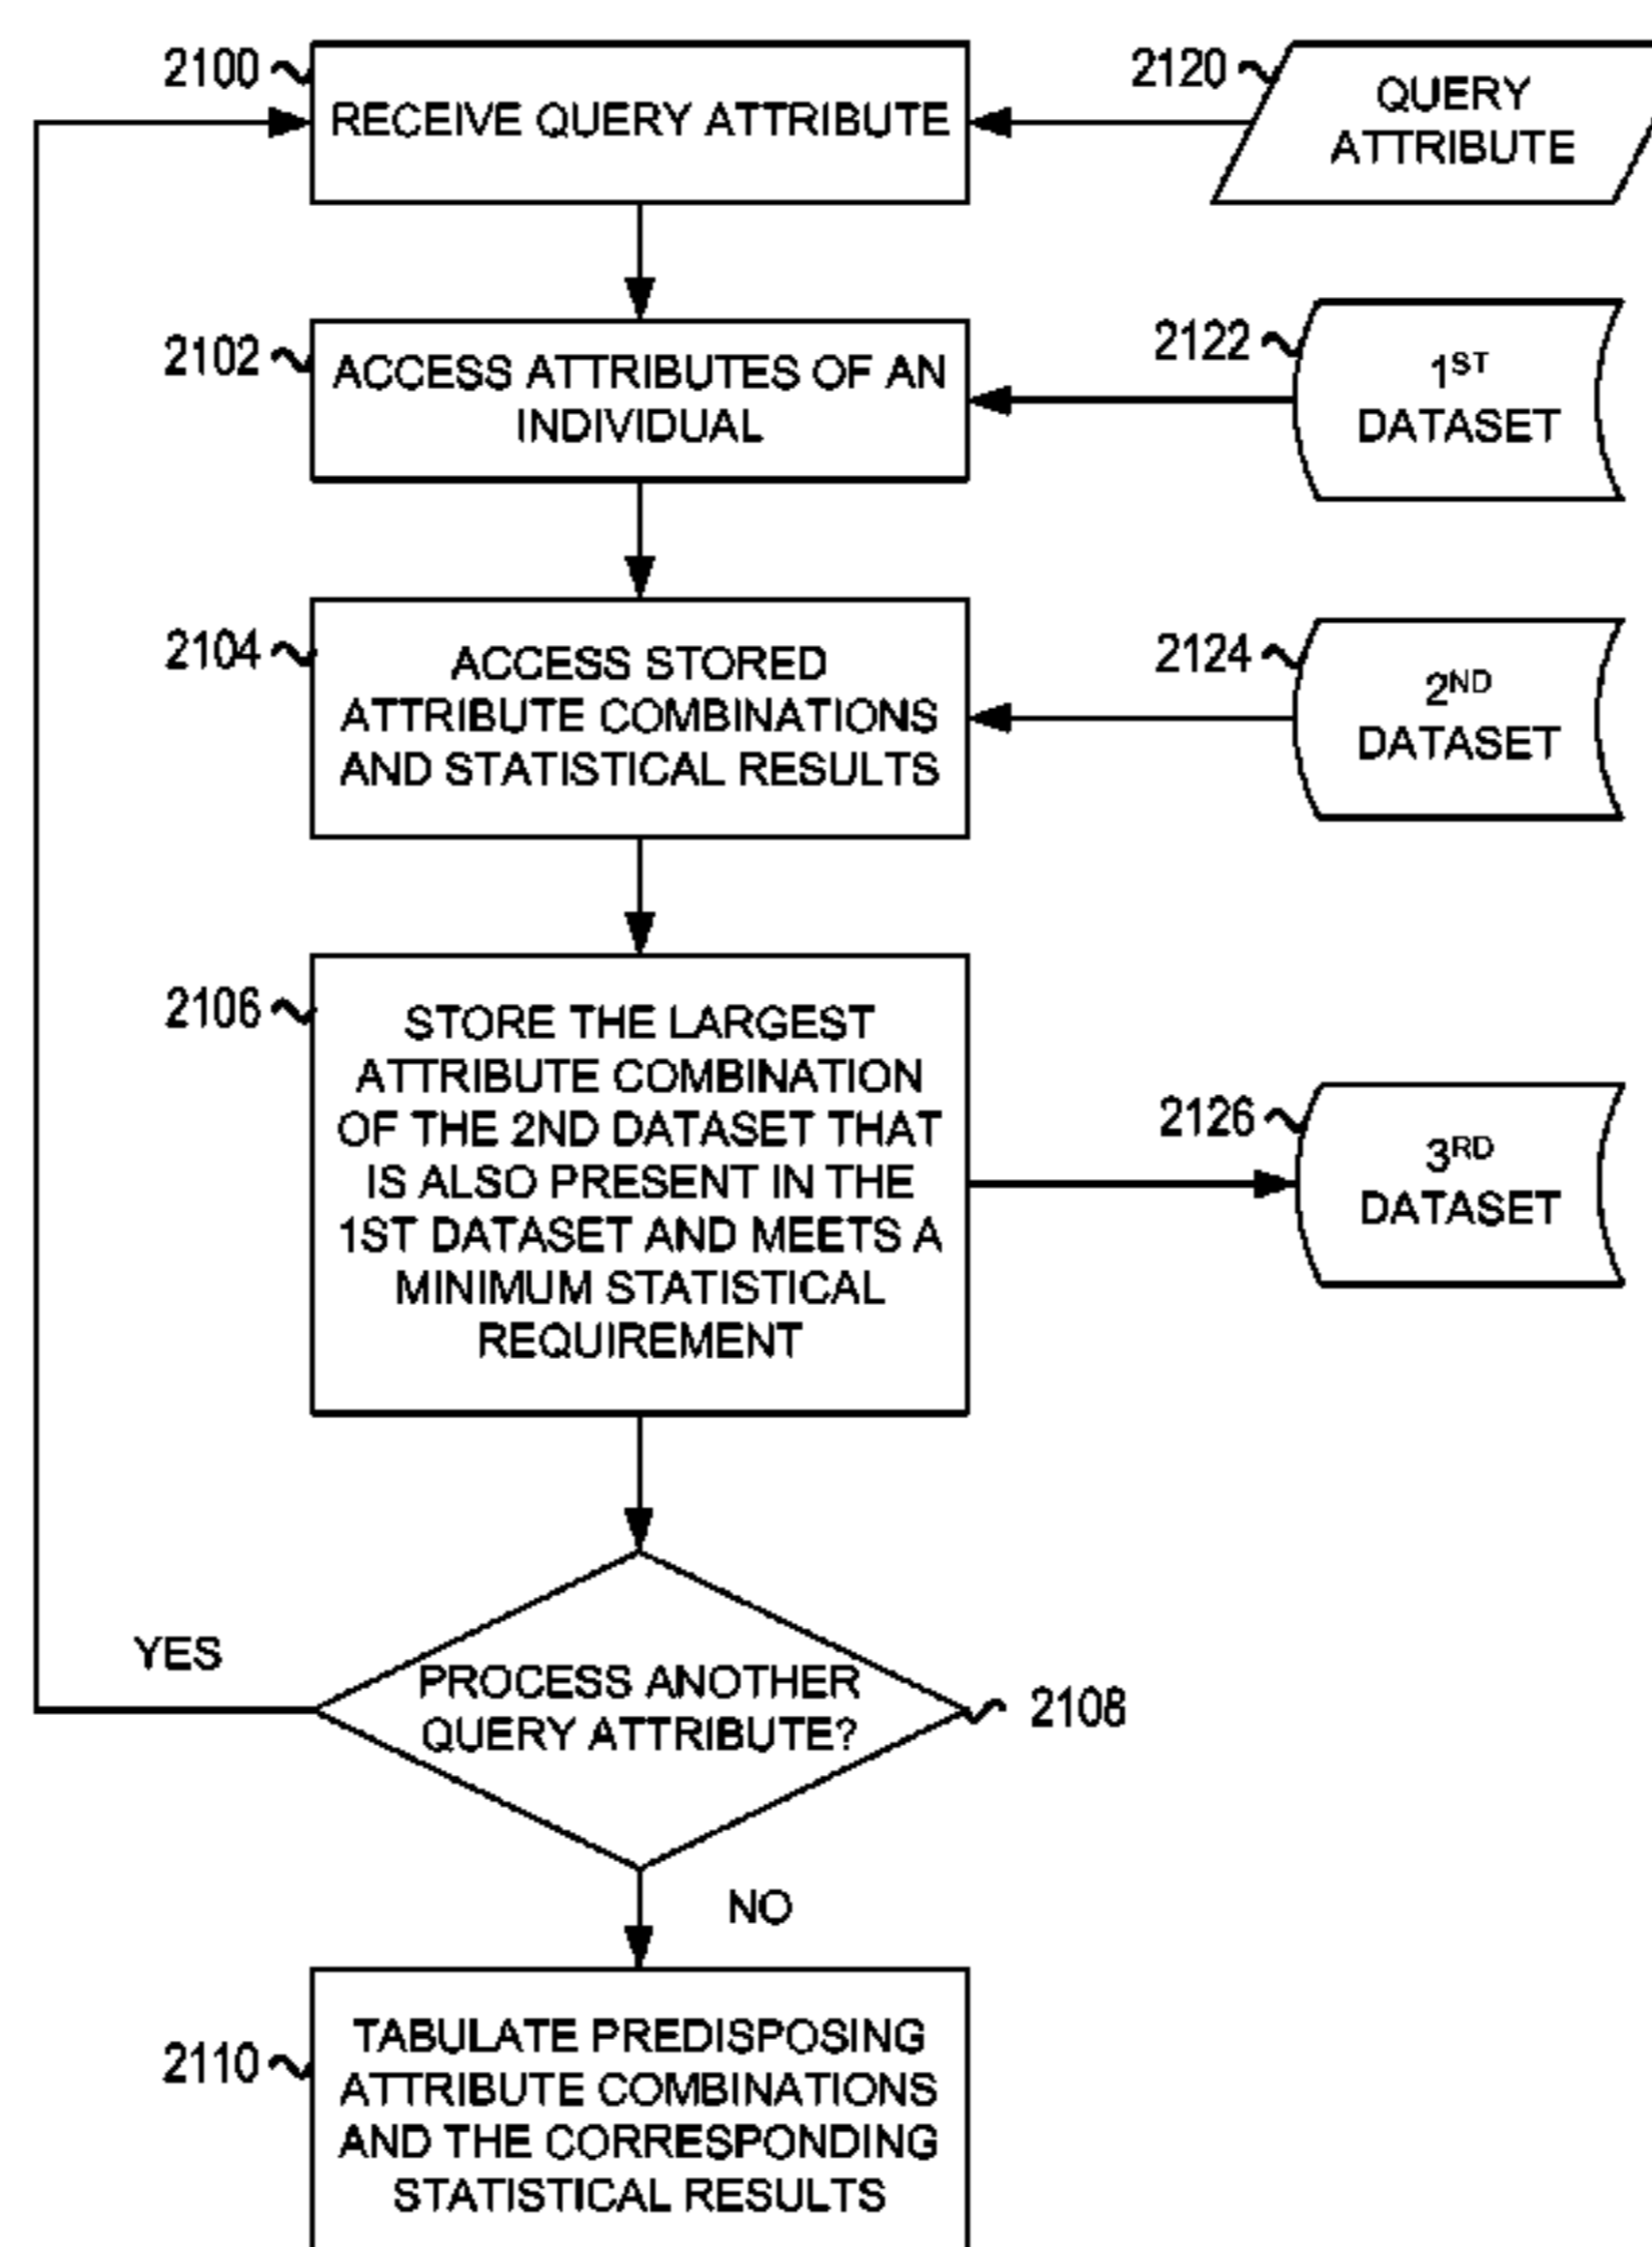 2100
RECEIVE QUERY ATTRIBUTE
2120
QUERY
ATTRIBUTE
2102
ACCESS ATTRIBUTES OF AN
INDIVIDUAL
2122
1ST
DATASET
2104
ACCESS STORED
ATTRIBUTE COMBINATIONS
AND STATISTICAL RESULTS
2124
2ND
DATASET
2106
STORE THE LARGEST
ATTRIBUTE COMBINATION
OF THE 2ND DATASET THAT
IS ALSO PRESENT IN THE
1ST DATASET AND MEETS A
MINIMUM STATISTICAL
REQUIREMENT
2126
3RD
DATASET
YES
PROCESS ANOTHER
QUERY ATTRIBUTE?
2108
NO
2110
TABULATE PREDISPOSING
ATTRIBUTE COMBINATIONS
AND THE CORRESPONDING
STATISTICAL RESULTS